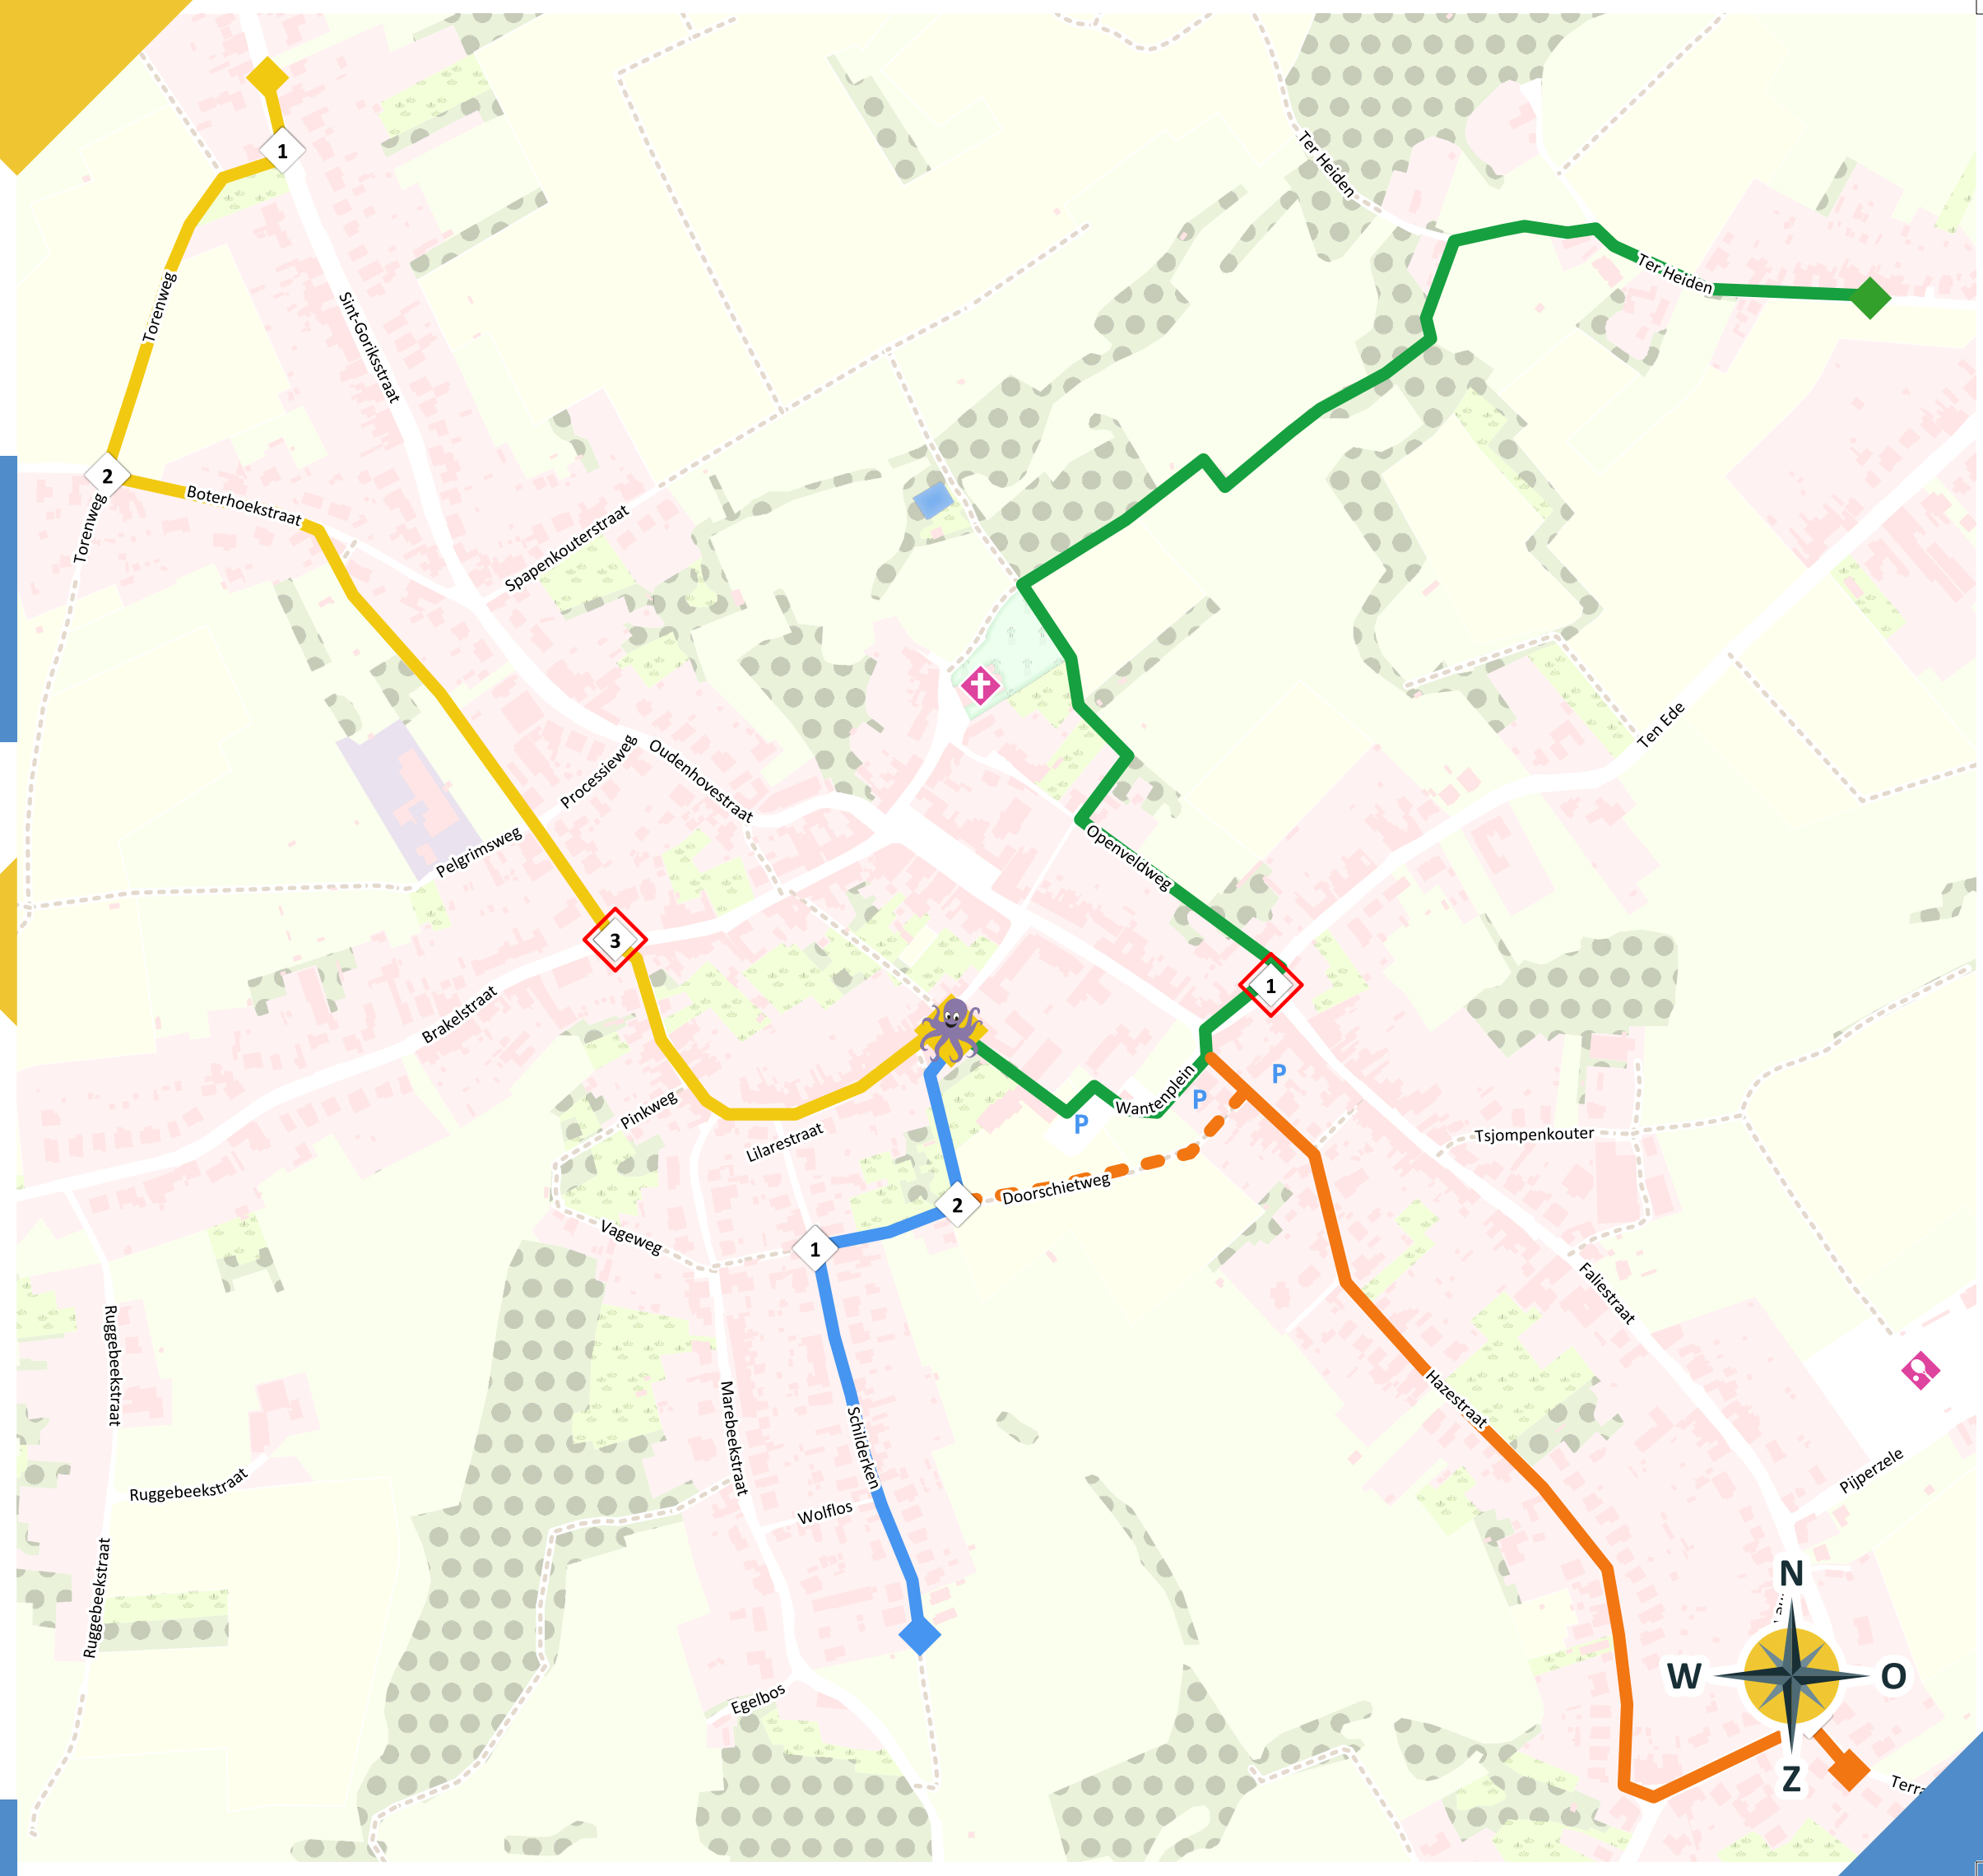 Ter Heiden
1
Torenweg
Sint-Goriksstraat
Ter Heiden
2
Boterhoekstraat
Torenweg
Spapenkouterstraat
Ten Ede
Processieweg
Oudenhovestraat
Pelgrimsweg
Openveldweg
3
1
Brakelstraat
P
Wantenplein
P
P
Pinkweg
Lilarestraat
Tsjompenkouter
Doorschietweg
2
Vageweg
1
Faliestraat
Ruggebeekstraat
Hazestraat
Marebeekstraat
Schilderken
Pijperzele
Ruggebeekstraat
Wolflos
Ruggebeekstraat
N
W
O
Egelbos
Z